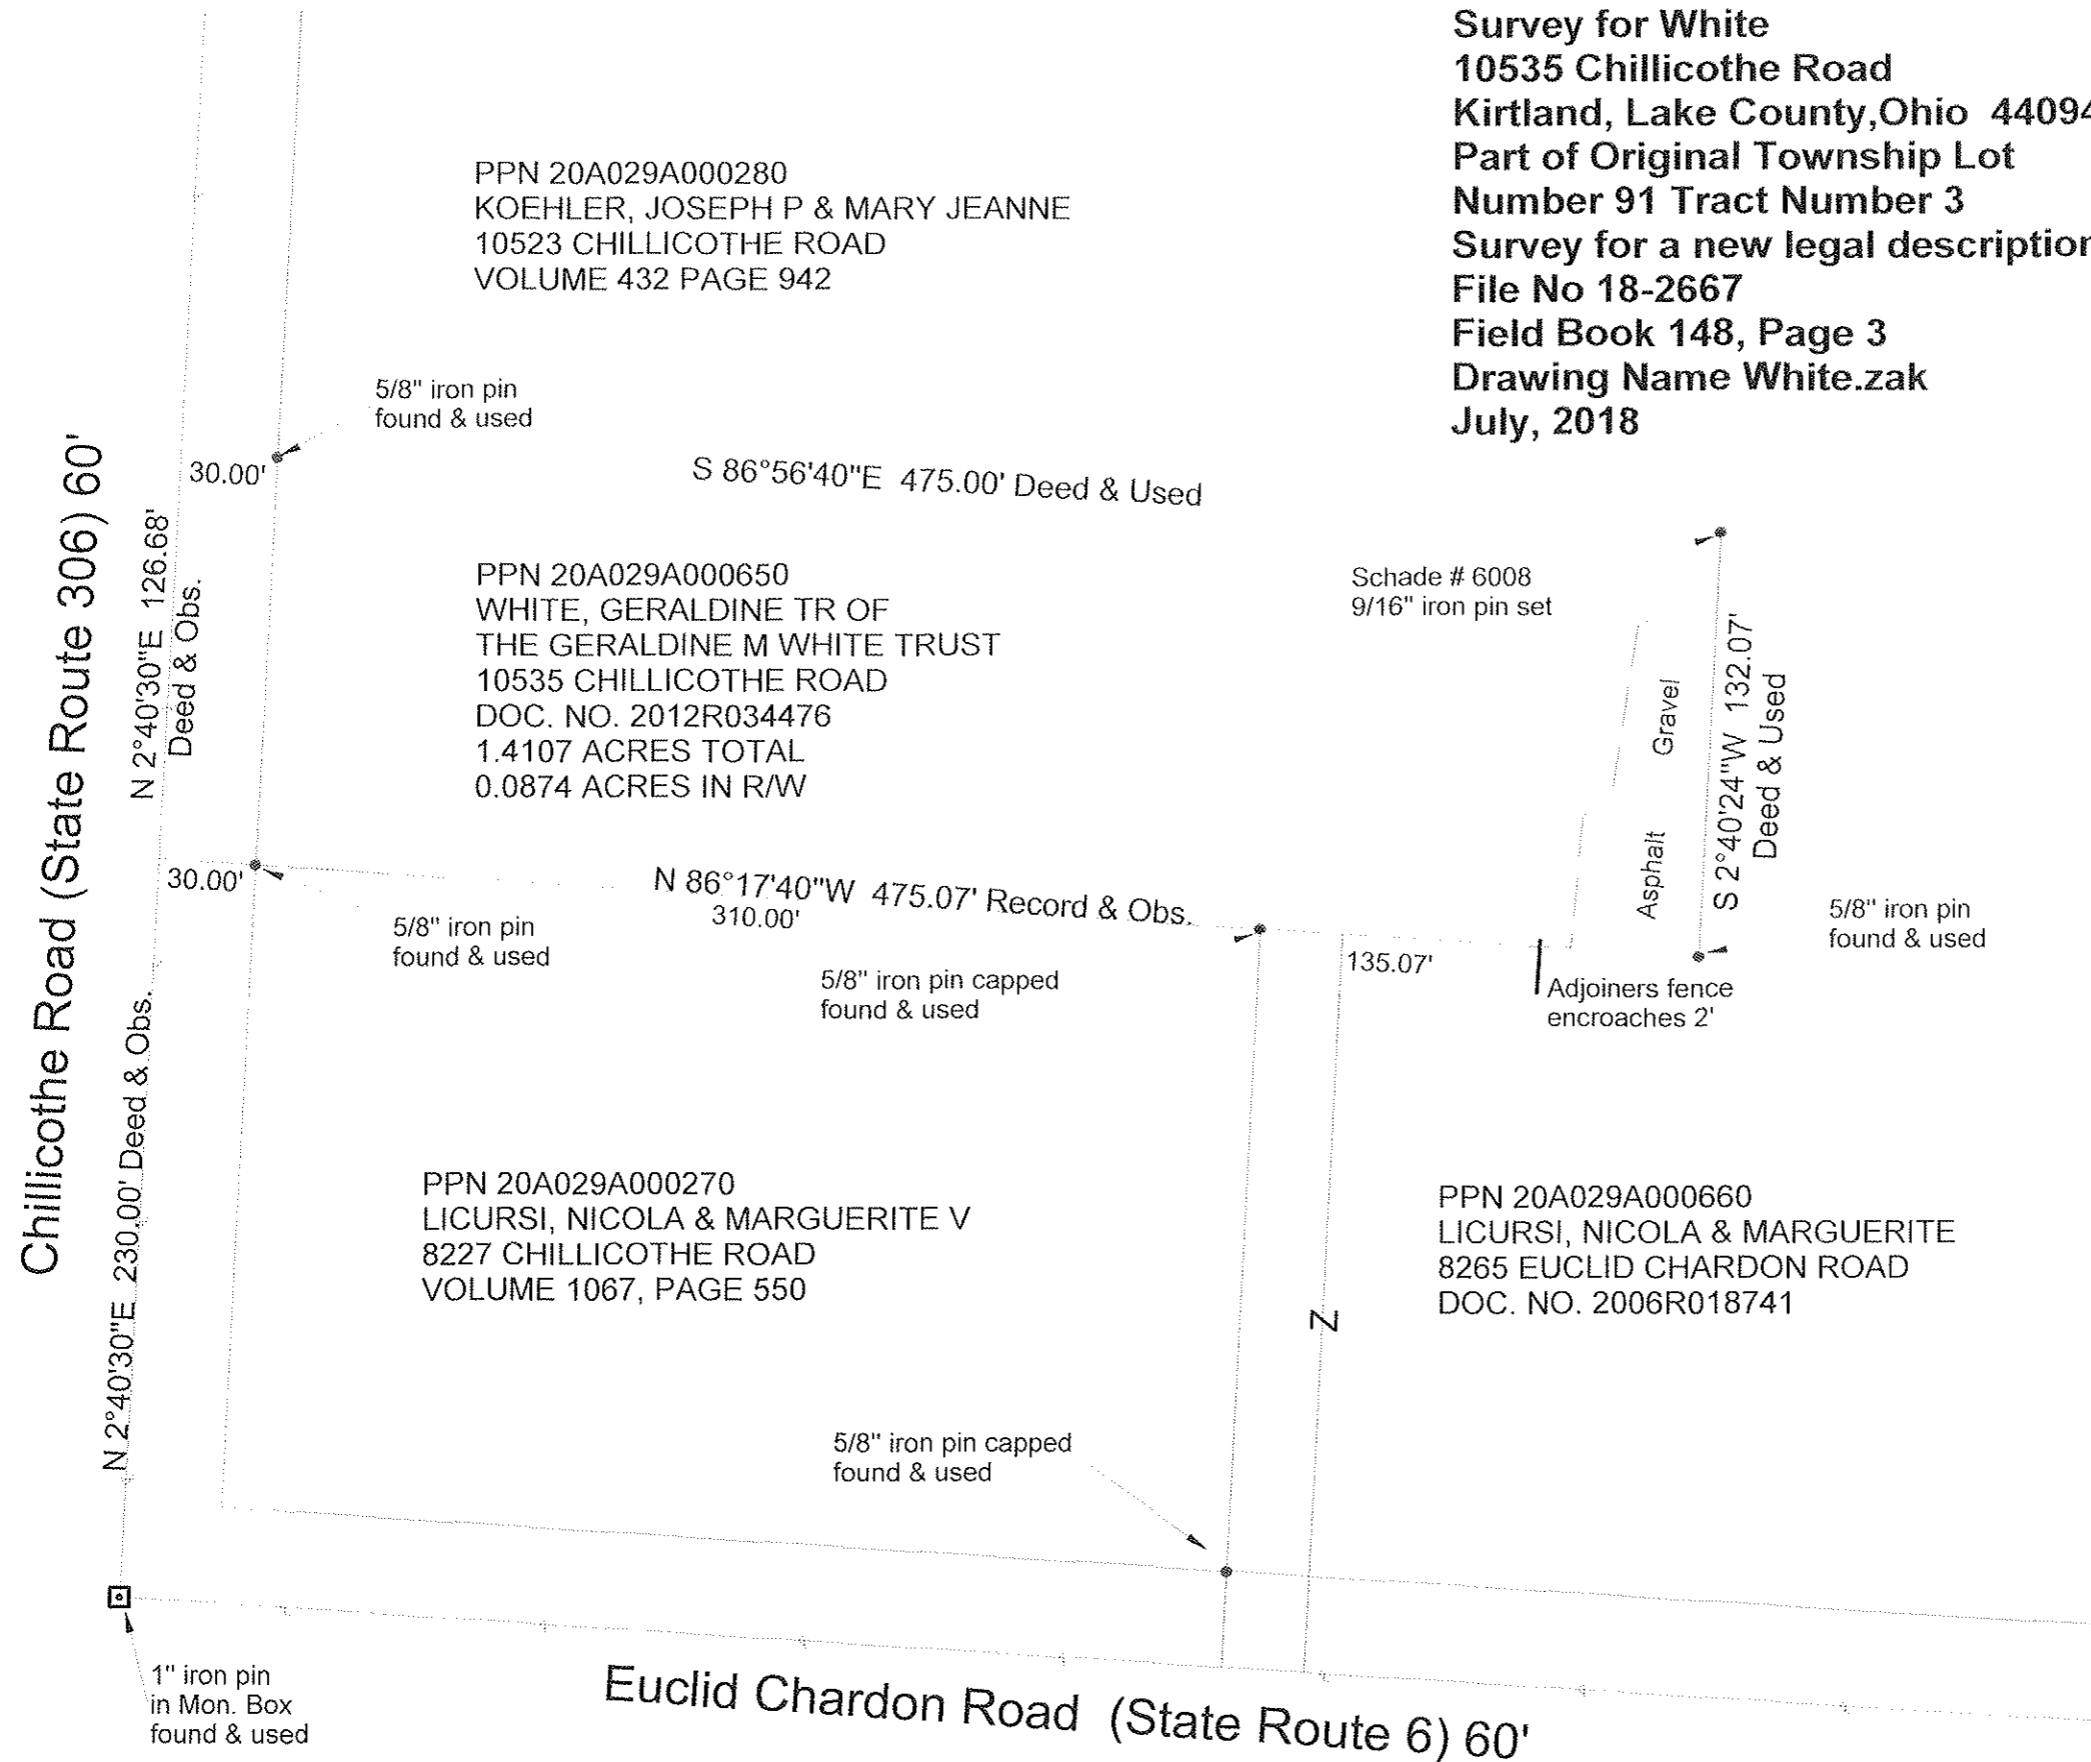 Survey for White
10535 Chillicothe Road
Kirtland, Lake County,Ohio 44094
Part of Original Township Lot
Number 91 Tract Number 3
Survey for a new legal description
File No 18-2667
Field Book 148, Page 3
Drawing Name White.zak
July, 2018
PPN 20A029A000280
KOEHLER, JOSEPH P & MARY JEANNE
10523 CHILLICOTHE ROAD
VOLUME 432 PAGE 942
5/8" iron pin
found & used
30.00'
S 86°56'40"E 475.00' Deed & Used
Chillicothe Road (State Route 306) 60'
N 2°40'30"E 126.68'
Deed & Obs.
PPN 20A029A000650
WHITE, GERALDINE TR OF
THE GERALDINE M WHITE TRUST
10535 CHILLICOTHE ROAD
DOC. NO. 2012R034476
1.4107 ACRES TOTAL
0.0874 ACRES IN R/W
Schade # 6008
9/16" iron pin set
Gravel
Asphalt
S 2°40'24"W 132.07'
Deed & Used
30.00'
N 86°17'40"W 475.07' Record & Obs.
310.00'
5/8" iron pin
found & used
5/8" iron pin capped
found & used
135.07'
5/8" iron pin
found & used
Adjoiners fence
encroaches 2'
N 2°40'30"E 230.00' Deed & Obs.
PPN 20A029A000270
LICURSI, NICOLA & MARGUERITE V
8227 CHILLICOTHE ROAD
VOLUME 1067, PAGE 550
PPN 20A029A000660
LICURSI, NICOLA & MARGUERITE
8265 EUCLID CHARDON ROAD
DOC. NO. 2006R018741
Z
5/8" iron pin capped
found & used
1" iron pin
in Mon. Box
found & used
Euclid Chardon Road (State Route 6) 60'